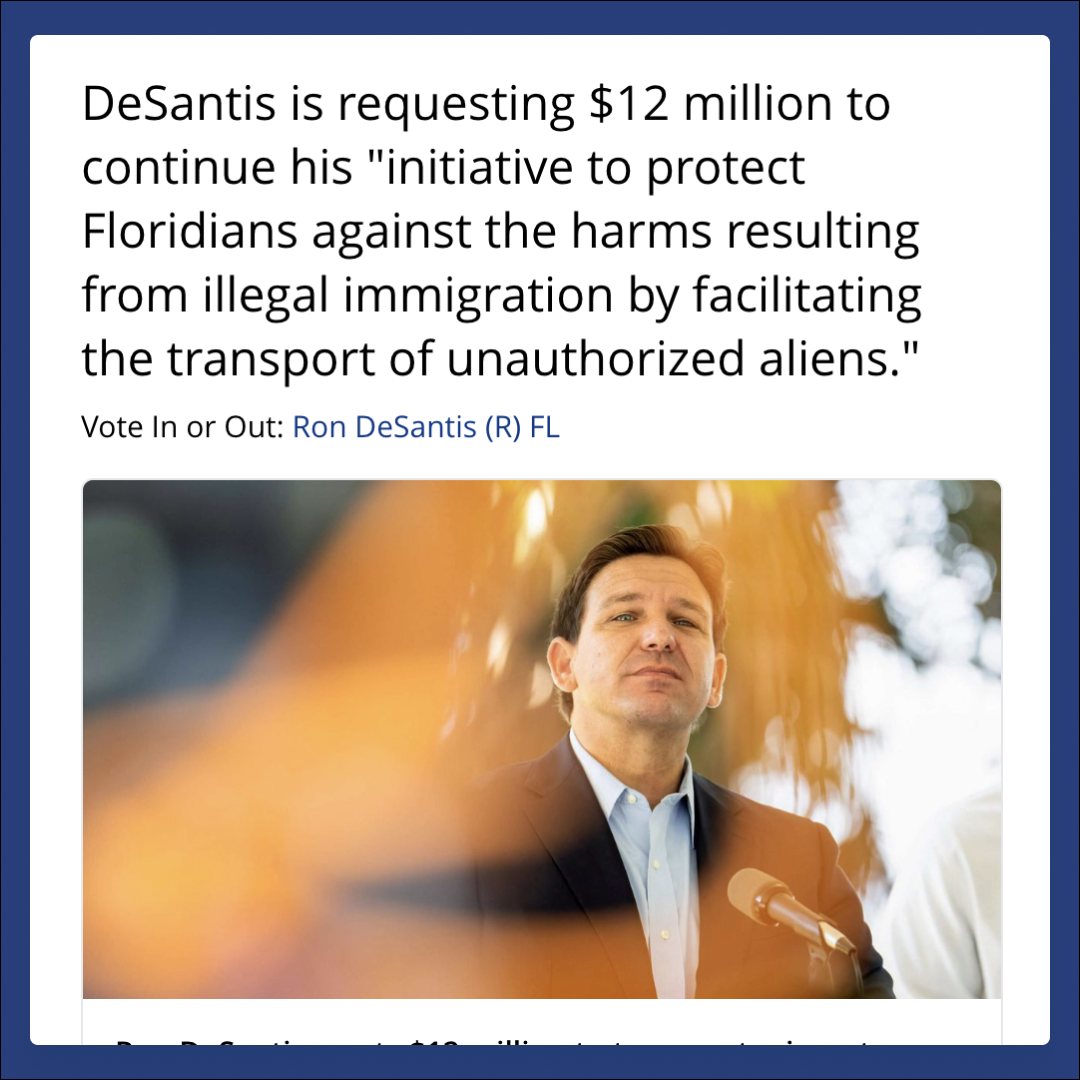 DeSantis is requesting $12 million to
continue his "initiative to protect
Floridians against the harms resulting
from illegal immigration by facilitating
the transport of unauthorized aliens."
Vote In or Out: Ron DeSantis (R) FL